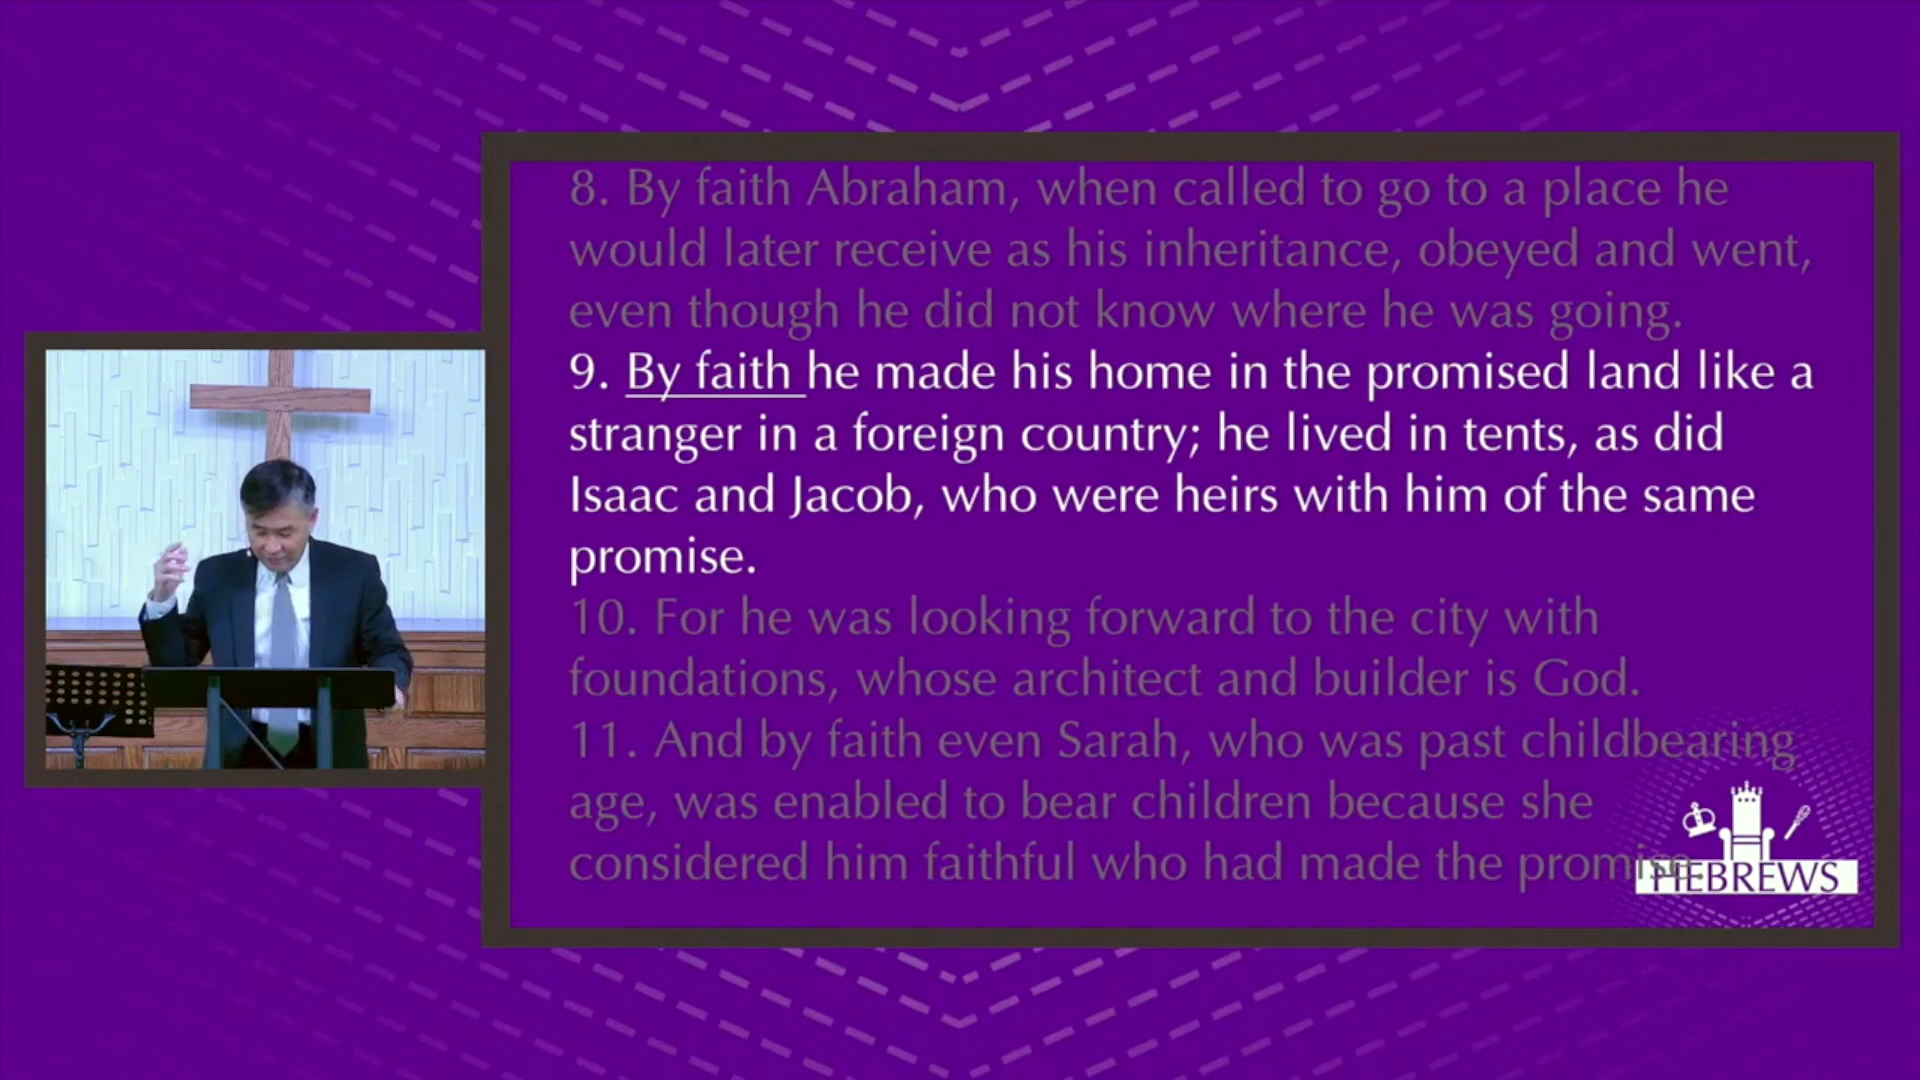 8. By faith Abraham, when called to go to a place he
would later receive as his inheritance, obeyed and went,
even though he did not know where he was going.
9. By faith he made his home in the promised land like a
stranger in a foreign country; he lived in tents, as did
Isaac and Jacob, who were heirs with him of the same
promise.
10. For he was looking forward to the city with
foundations, whose architect and builder is God.
11. And by faith even Sarah, who was past childbearing
age, was enabled to bear children because she
considered him faithful who had made the promise.
HEBREWS